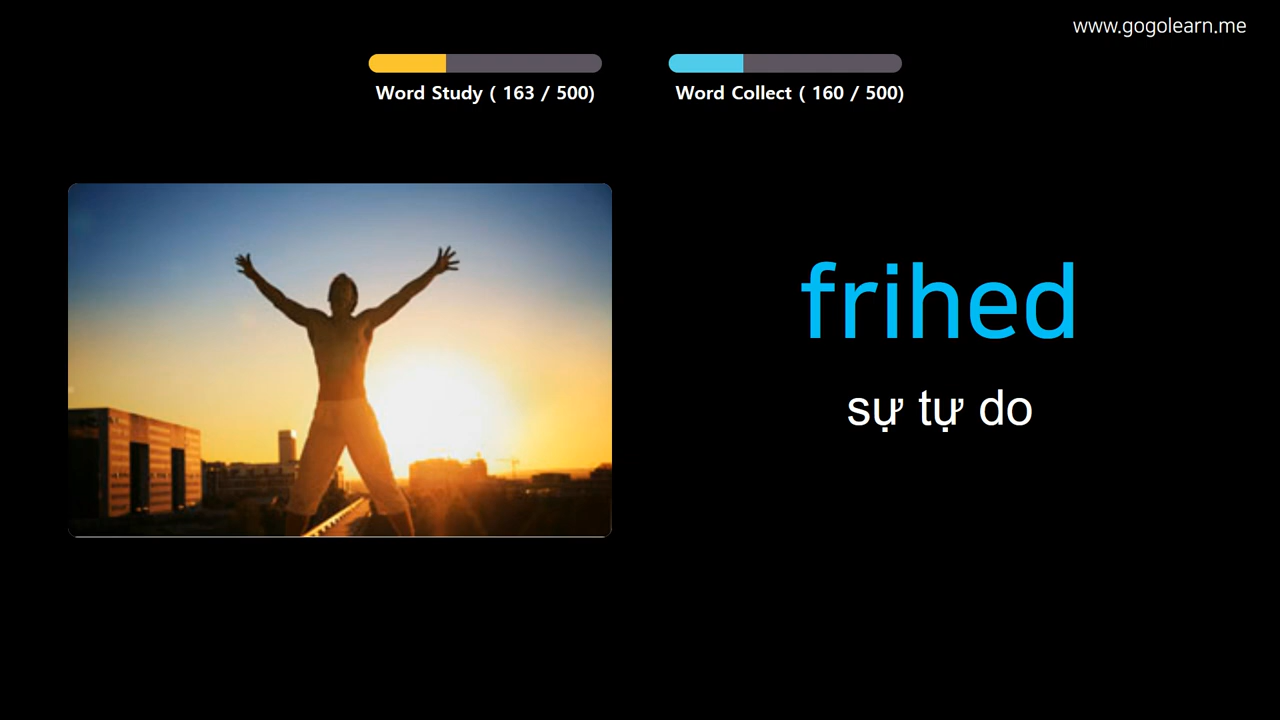 www.gogolearn.me
Word Study ( 163 / 500)
Word Collect ( 160 / 500)
frihed
sự tự do